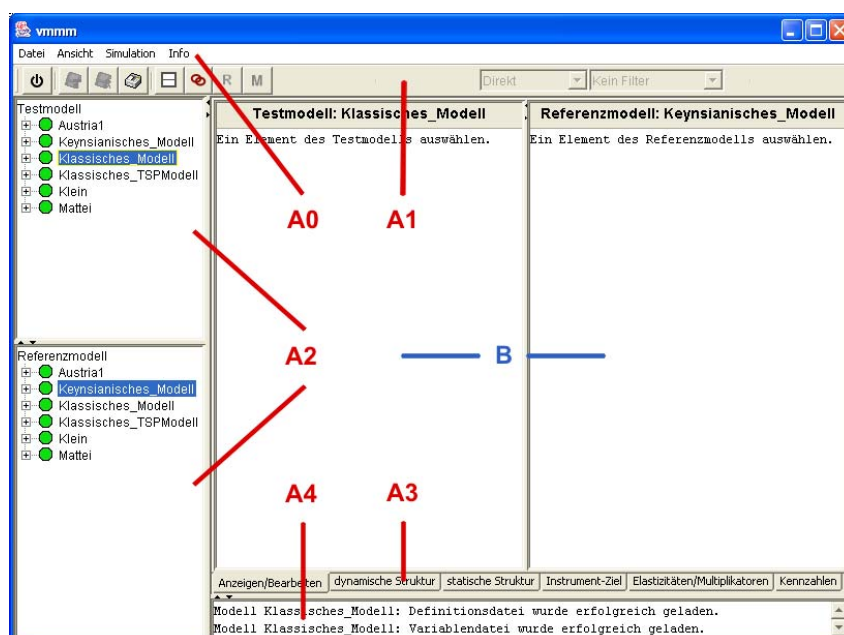 vmmm
Datei Ansicht Simulation Info
R M Direkt Kein Filter
Testmodell
Austria1
Keynsianisches_Modell
Klassisches_Modell
Klassisches_TSPModell
Klein
Mattei
Referenzmodell
Austria1
Keynsianisches_Modell
Klassisches_Modell
Klassisches_TSPModell
Klein
Mattei
Testmodell: Klassisches_Modell
Ein Element des Testmodells auswählen.
Referenzmodell: Keynsianisches_Modell
Ein Element des Referenzmodells auswählen.
A0 A1
A2 B
A4 A3
Anzeigen/Bearbeiten dynamische Struktur statische Struktur Instrument-Ziel Elastizitäten/Multiplikatoren Kennzahlen
Modell Klassisches_Modell: Definitionsdatei wurde erfolgreich geladen.
Modell Klassisches_Modell: Variablendatei wurde erfolgreich geladen.